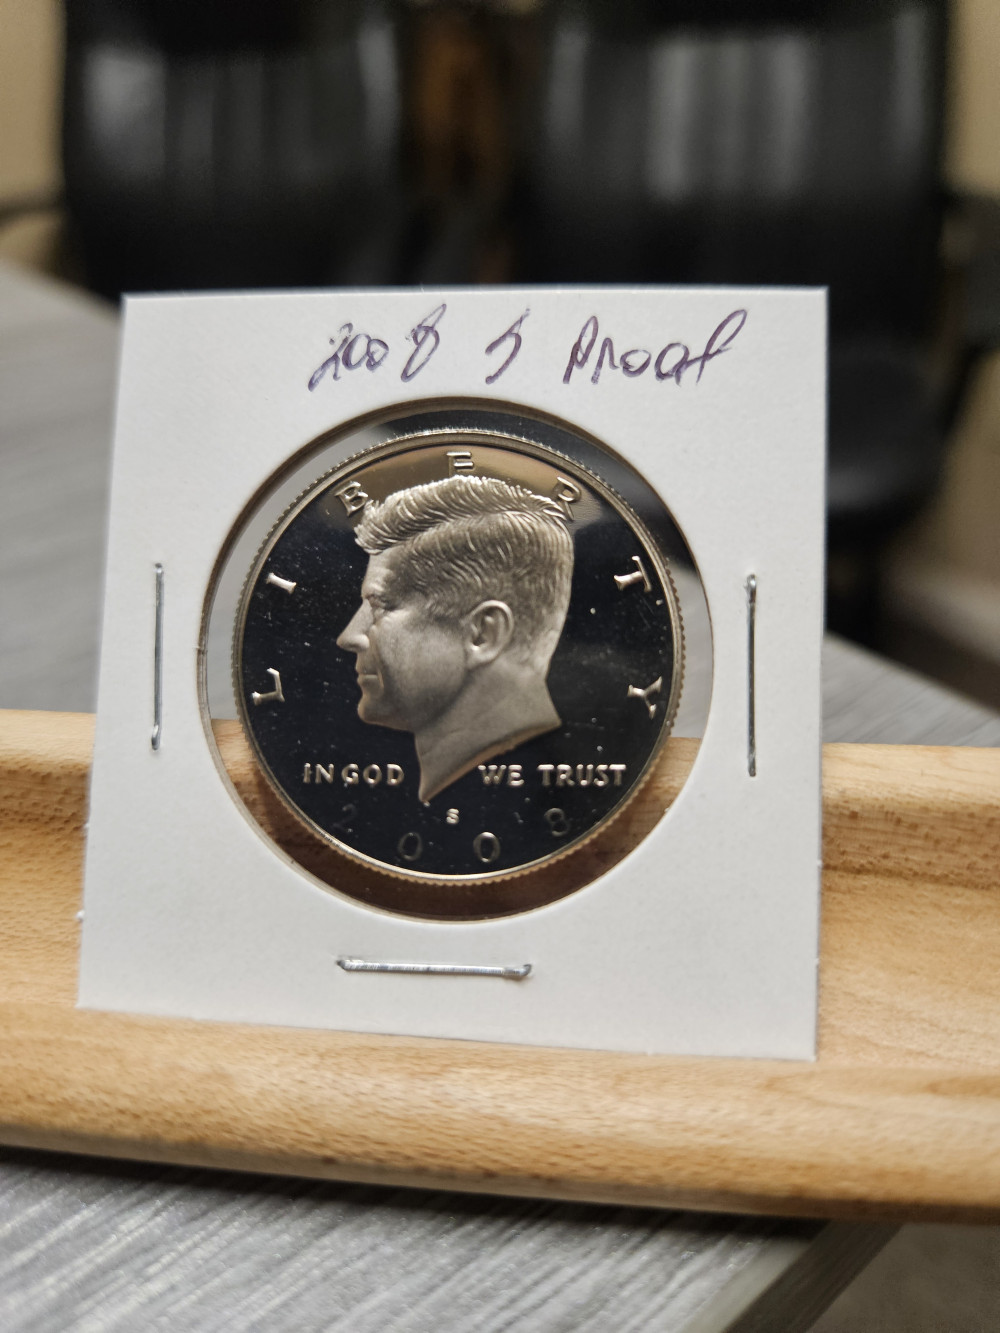 2008 S Proof
LIBERTY
IN GOD WE TRUST
S
2008